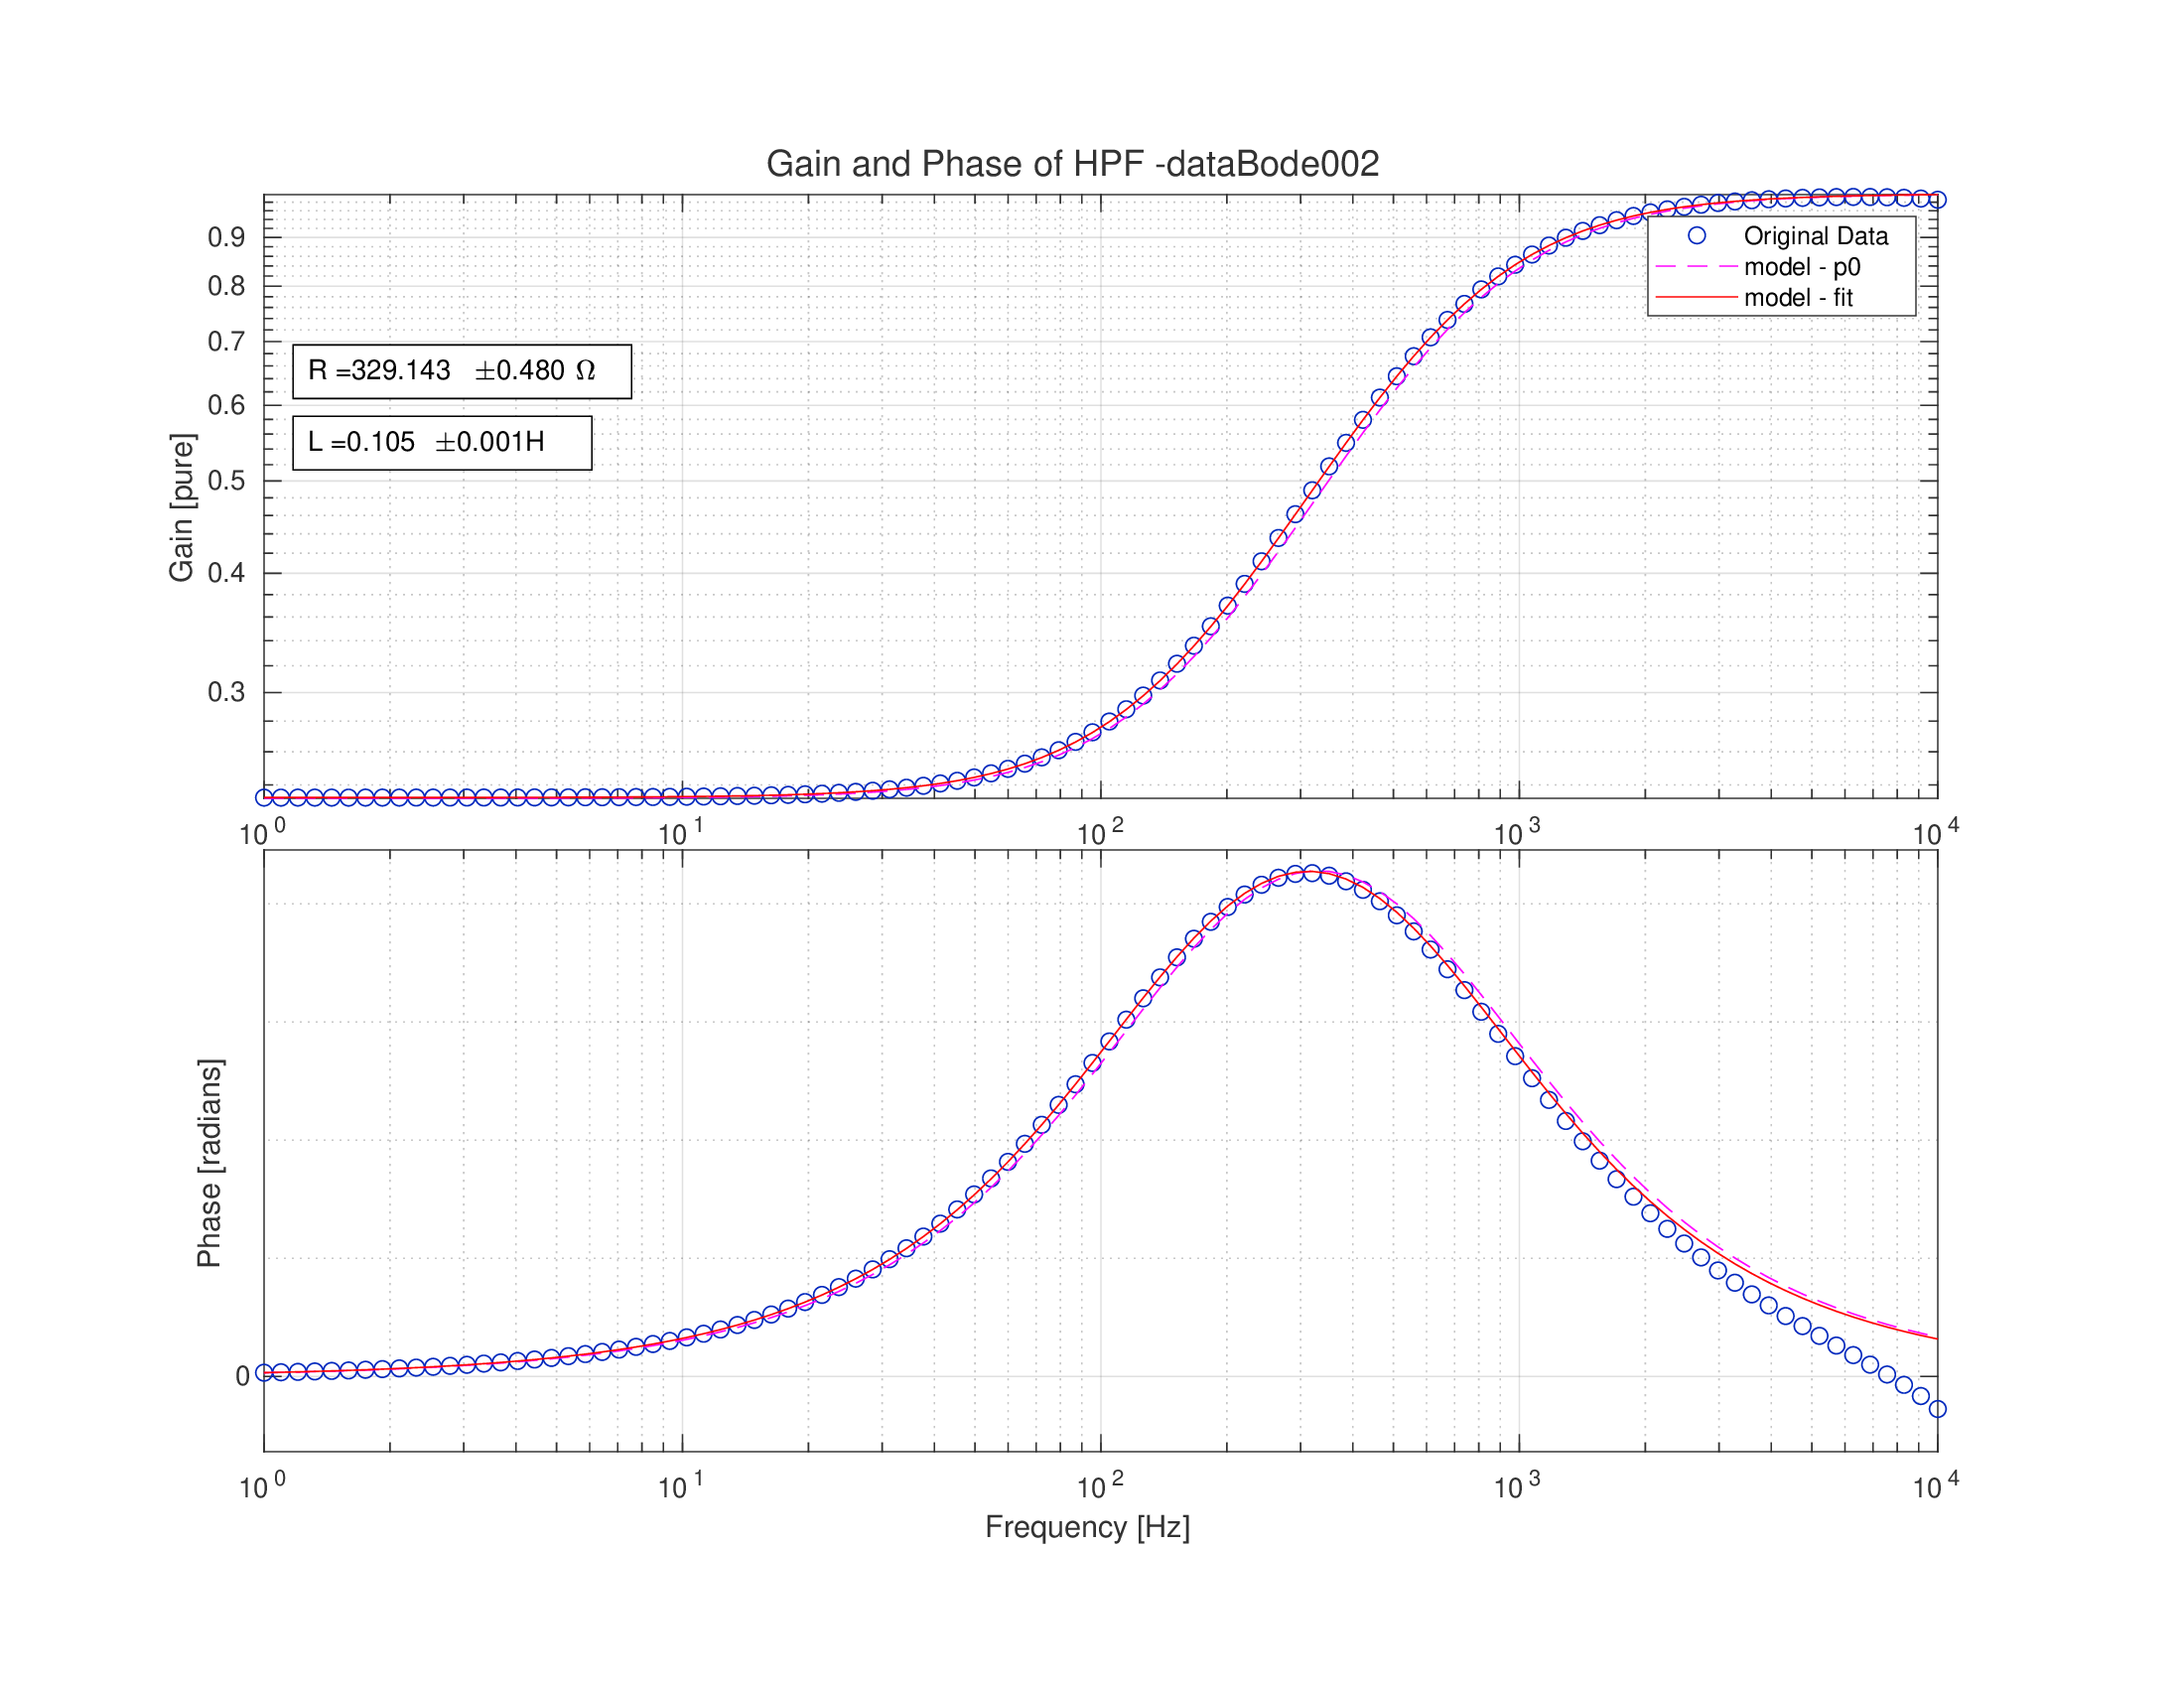 Gain and Phase of HPF -dataBode002
Gain [pure]
0.9
0.8
0.7
0.6
0.5
0.4
0.3
Original Data
model - p0
model - fit
R =329.143 ±0.480 Ω
L =0.105 ±0.001H
10^0 10^1 10^2 10^3 10^4
Phase [radians]
0
10^0 10^1 10^2 10^3 10^4
Frequency [Hz]